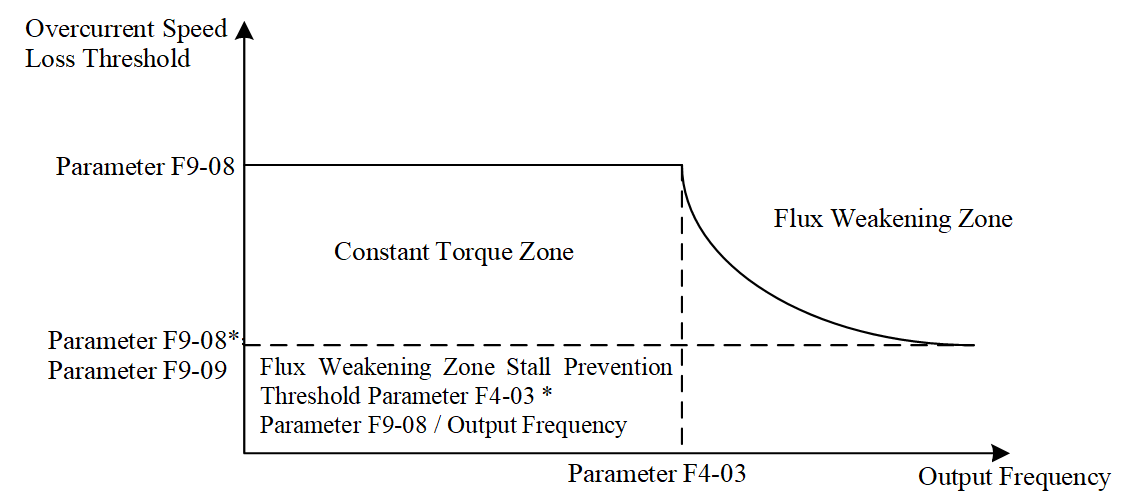 Overcurrent Speed
Loss Threshold
Parameter F9-08
Flux Weakening Zone
Constant Torque Zone
Parameter F9-08*
Parameter F9-09
Flux Weakening Zone Stall Prevention
Threshold Parameter F4-03 *
Parameter F9-08 / Output Frequency
Parameter F4-03
Output Frequency